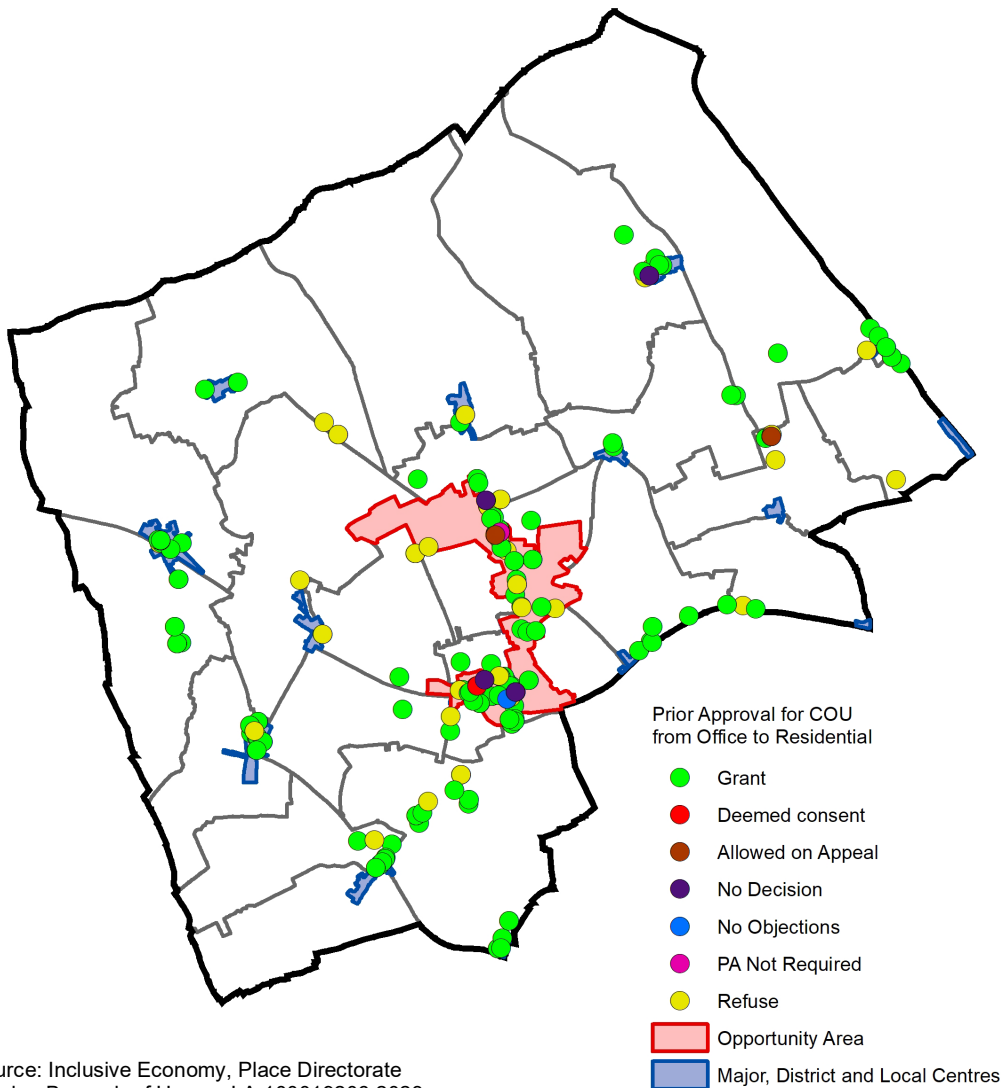 Prior Approval for COU
from Office to Residential
Grant
Deemed consent
Allowed on Appeal
No Decision
No Objections
PA Not Required
Refuse
Opportunity Area
Major, District and Local Centres
urce: Inclusive Economy, Place Directorate